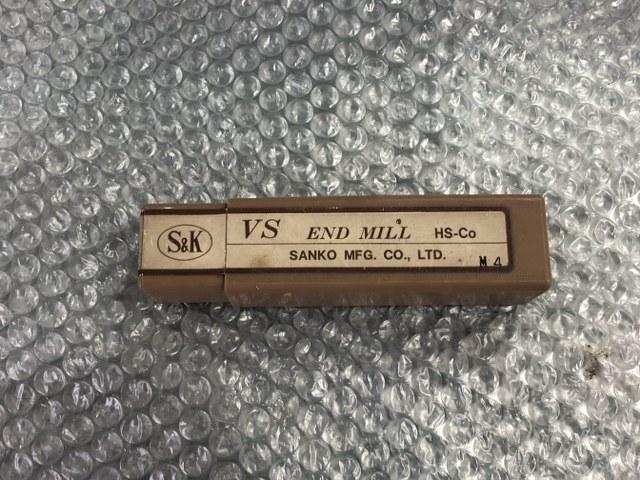 S&K
VS END MILL HS-Co
SANKO MFG. CO., LTD.
M 4